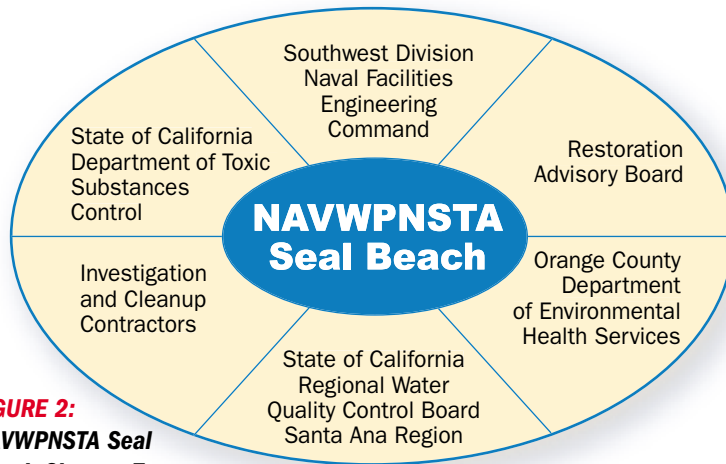 Southwest Division
Naval Facilities
Engineering
Command
State of California
Department of Toxic
Substances
Control
Restoration
Advisory Board
NAVWPNSTA
Seal Beach
Investigation
and Cleanup
Contractors
Orange County
Department
of Environmental
Health Services
State of California
Regional Water
Quality Control Board
Santa Ana Region
GURE 2:
VWPNSTA Seal